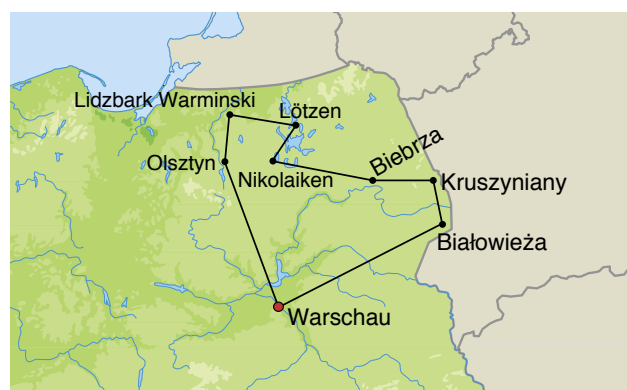 Lidzbark Warminski
Lötzen
Olsztyn
Nikolaiken
Biebrza
Kruszyniany
Białowieża
Warschau